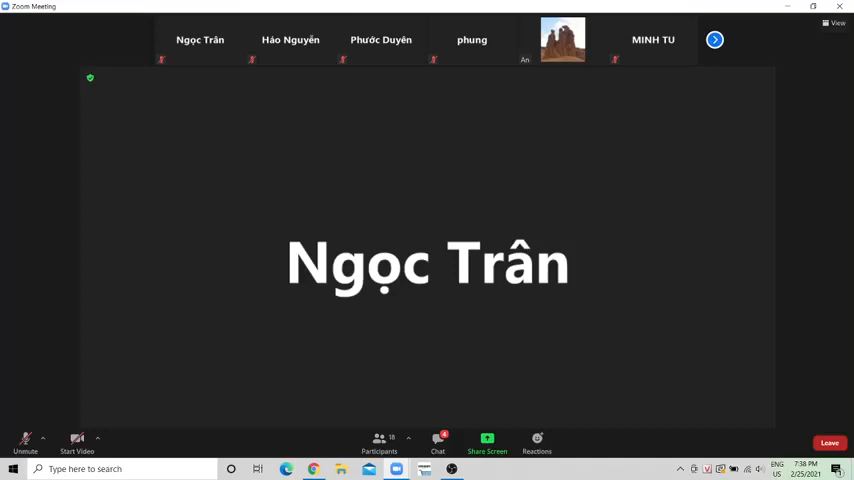 Zoom Meeting
View
Ngọc Trân
Háo Nguyễn
Phước Duyên
phung
An
MINH TU
Ngọc Trân
Unmute
Start Video
Participants
18
Chat
4
Share Screen
Reactions
Leave
Type here to search
ENG
US
7:38 PM
2/25/2021